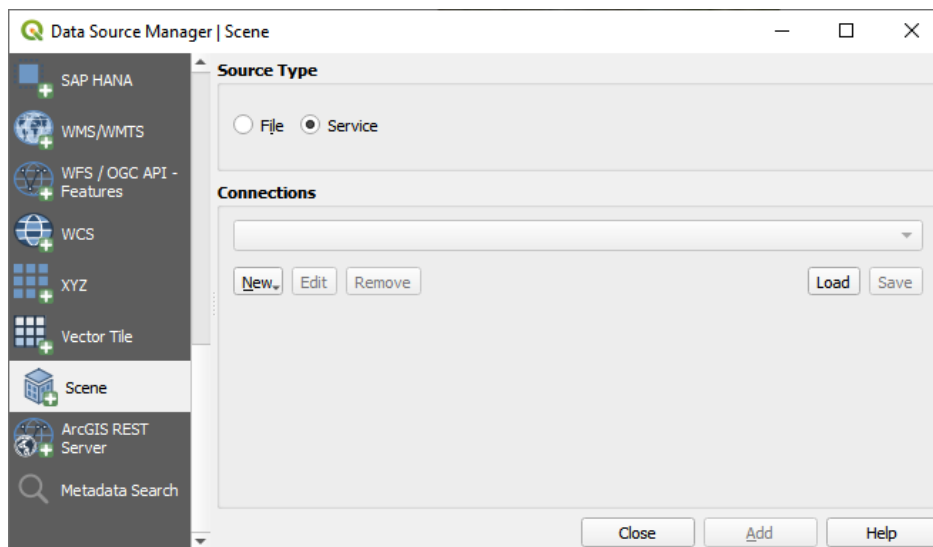 Data Source Manager | Scene
SAP HANA
WMS/WMTS
WFS / OGC API -
Features
WCS
XYZ
Vector Tile
Scene
ArcGIS REST
Server
Metadata Search
Source Type
File Service
Connections
New Edit Remove Load Save
Close Add Help